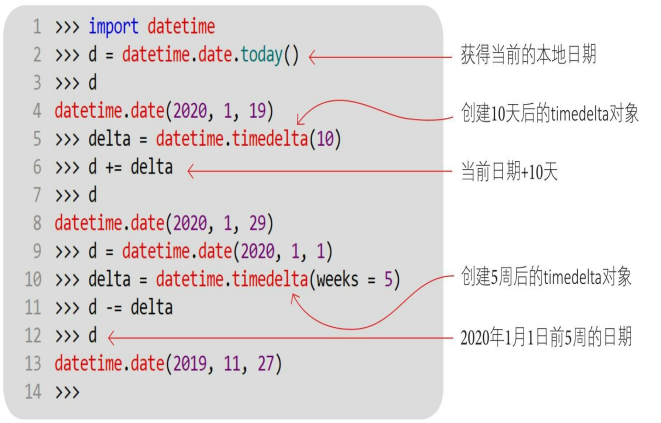 1 >>> import datetime
2 >>> d = datetime.date.today()
获得当前的本地日期
3 >>> d
4 datetime.date(2020, 1, 19)
创建10天后的timedelta对象
5 >>> delta = datetime.timedelta(10)
6 >>> d += delta
当前日期+10天
7 >>> d
8 datetime.date(2020, 1, 29)
9 >>> d = datetime.date(2020, 1, 1)
10 >>> delta = datetime.timedelta(weeks = 5)
创建5周后的timedelta对象
11 >>> d -= delta
12 >>> d
2020年1月1日前5周的日期
13 datetime.date(2019, 11, 27)
14 >>>